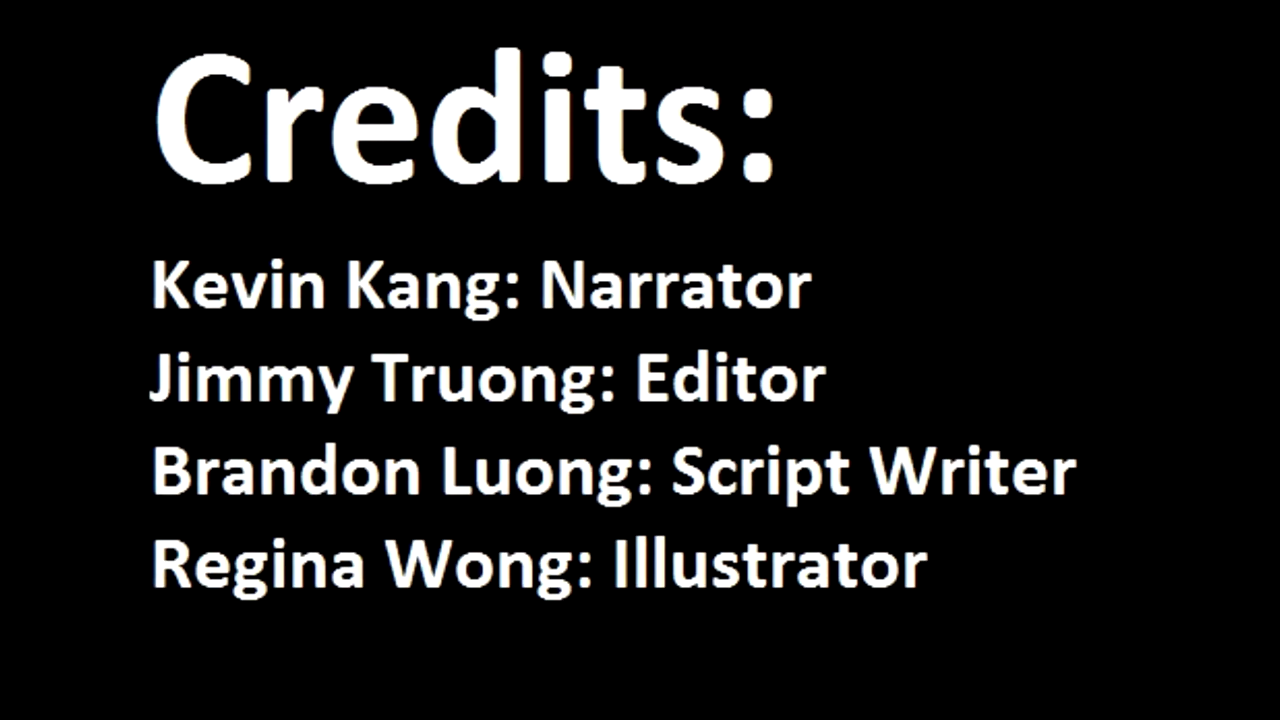 Credits:
Kevin Kang: Narrator
Jimmy Truong: Editor
Brandon Luong: Script Writer
Regina Wong: Illustrator